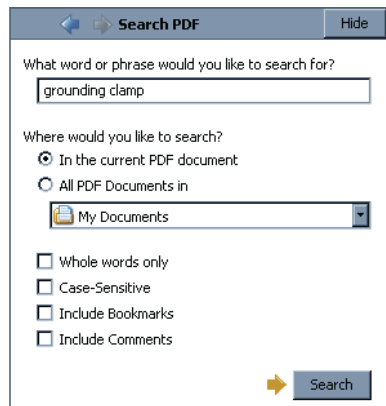 Search PDF Hide
What word or phrase would you like to search for?
grounding clamp
Where would you like to search?
In the current PDF document
All PDF Documents in
My Documents
Whole words only
Case-Sensitive
Include Bookmarks
Include Comments
Search